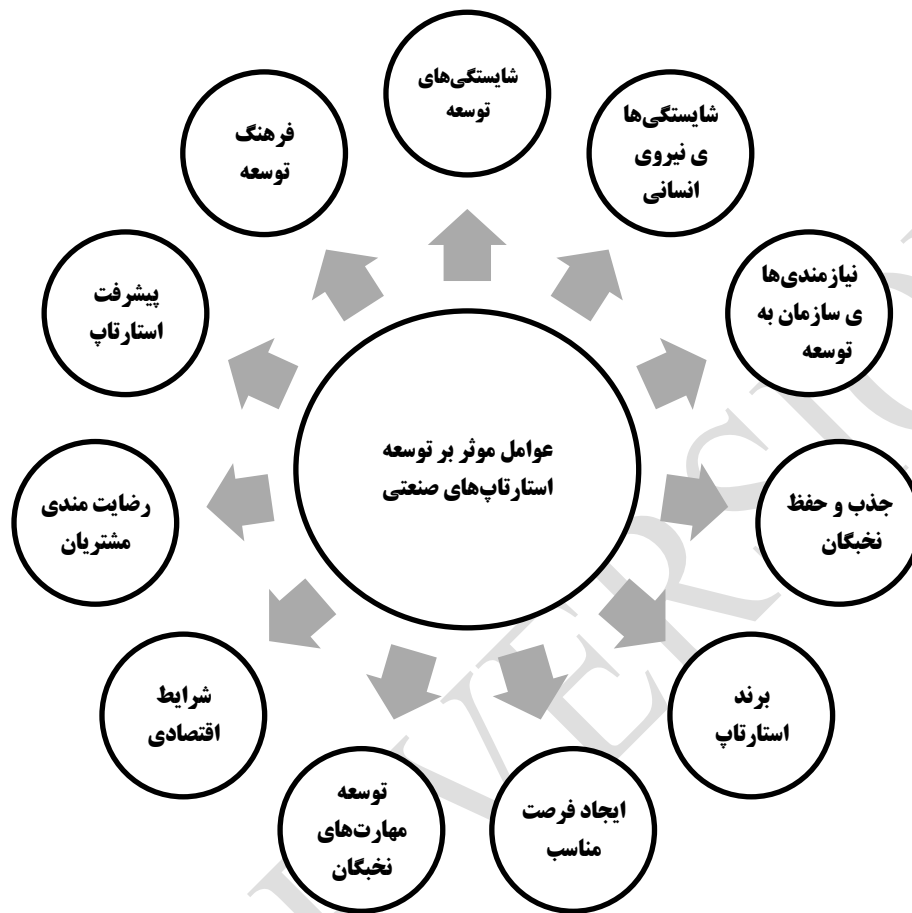 شایستگی‌های
توسعه
شایستگی‌ها
ی نیروی
انسانی
نیازمندی‌ها
ی سازمان به
توسعه
جذب و حفظ
نخبگان
برند
استارتاپ
ایجاد فرصت
مناسب
توسعه
مهارت‌های
نخبگان
شرایط
اقتصادی
رضایت مندی
مشتریان
پیشرفت
استارتاپ
فرهنگ
توسعه
عوامل موثر بر توسعه
استارتاپ‌های صنعتی
VERSIO